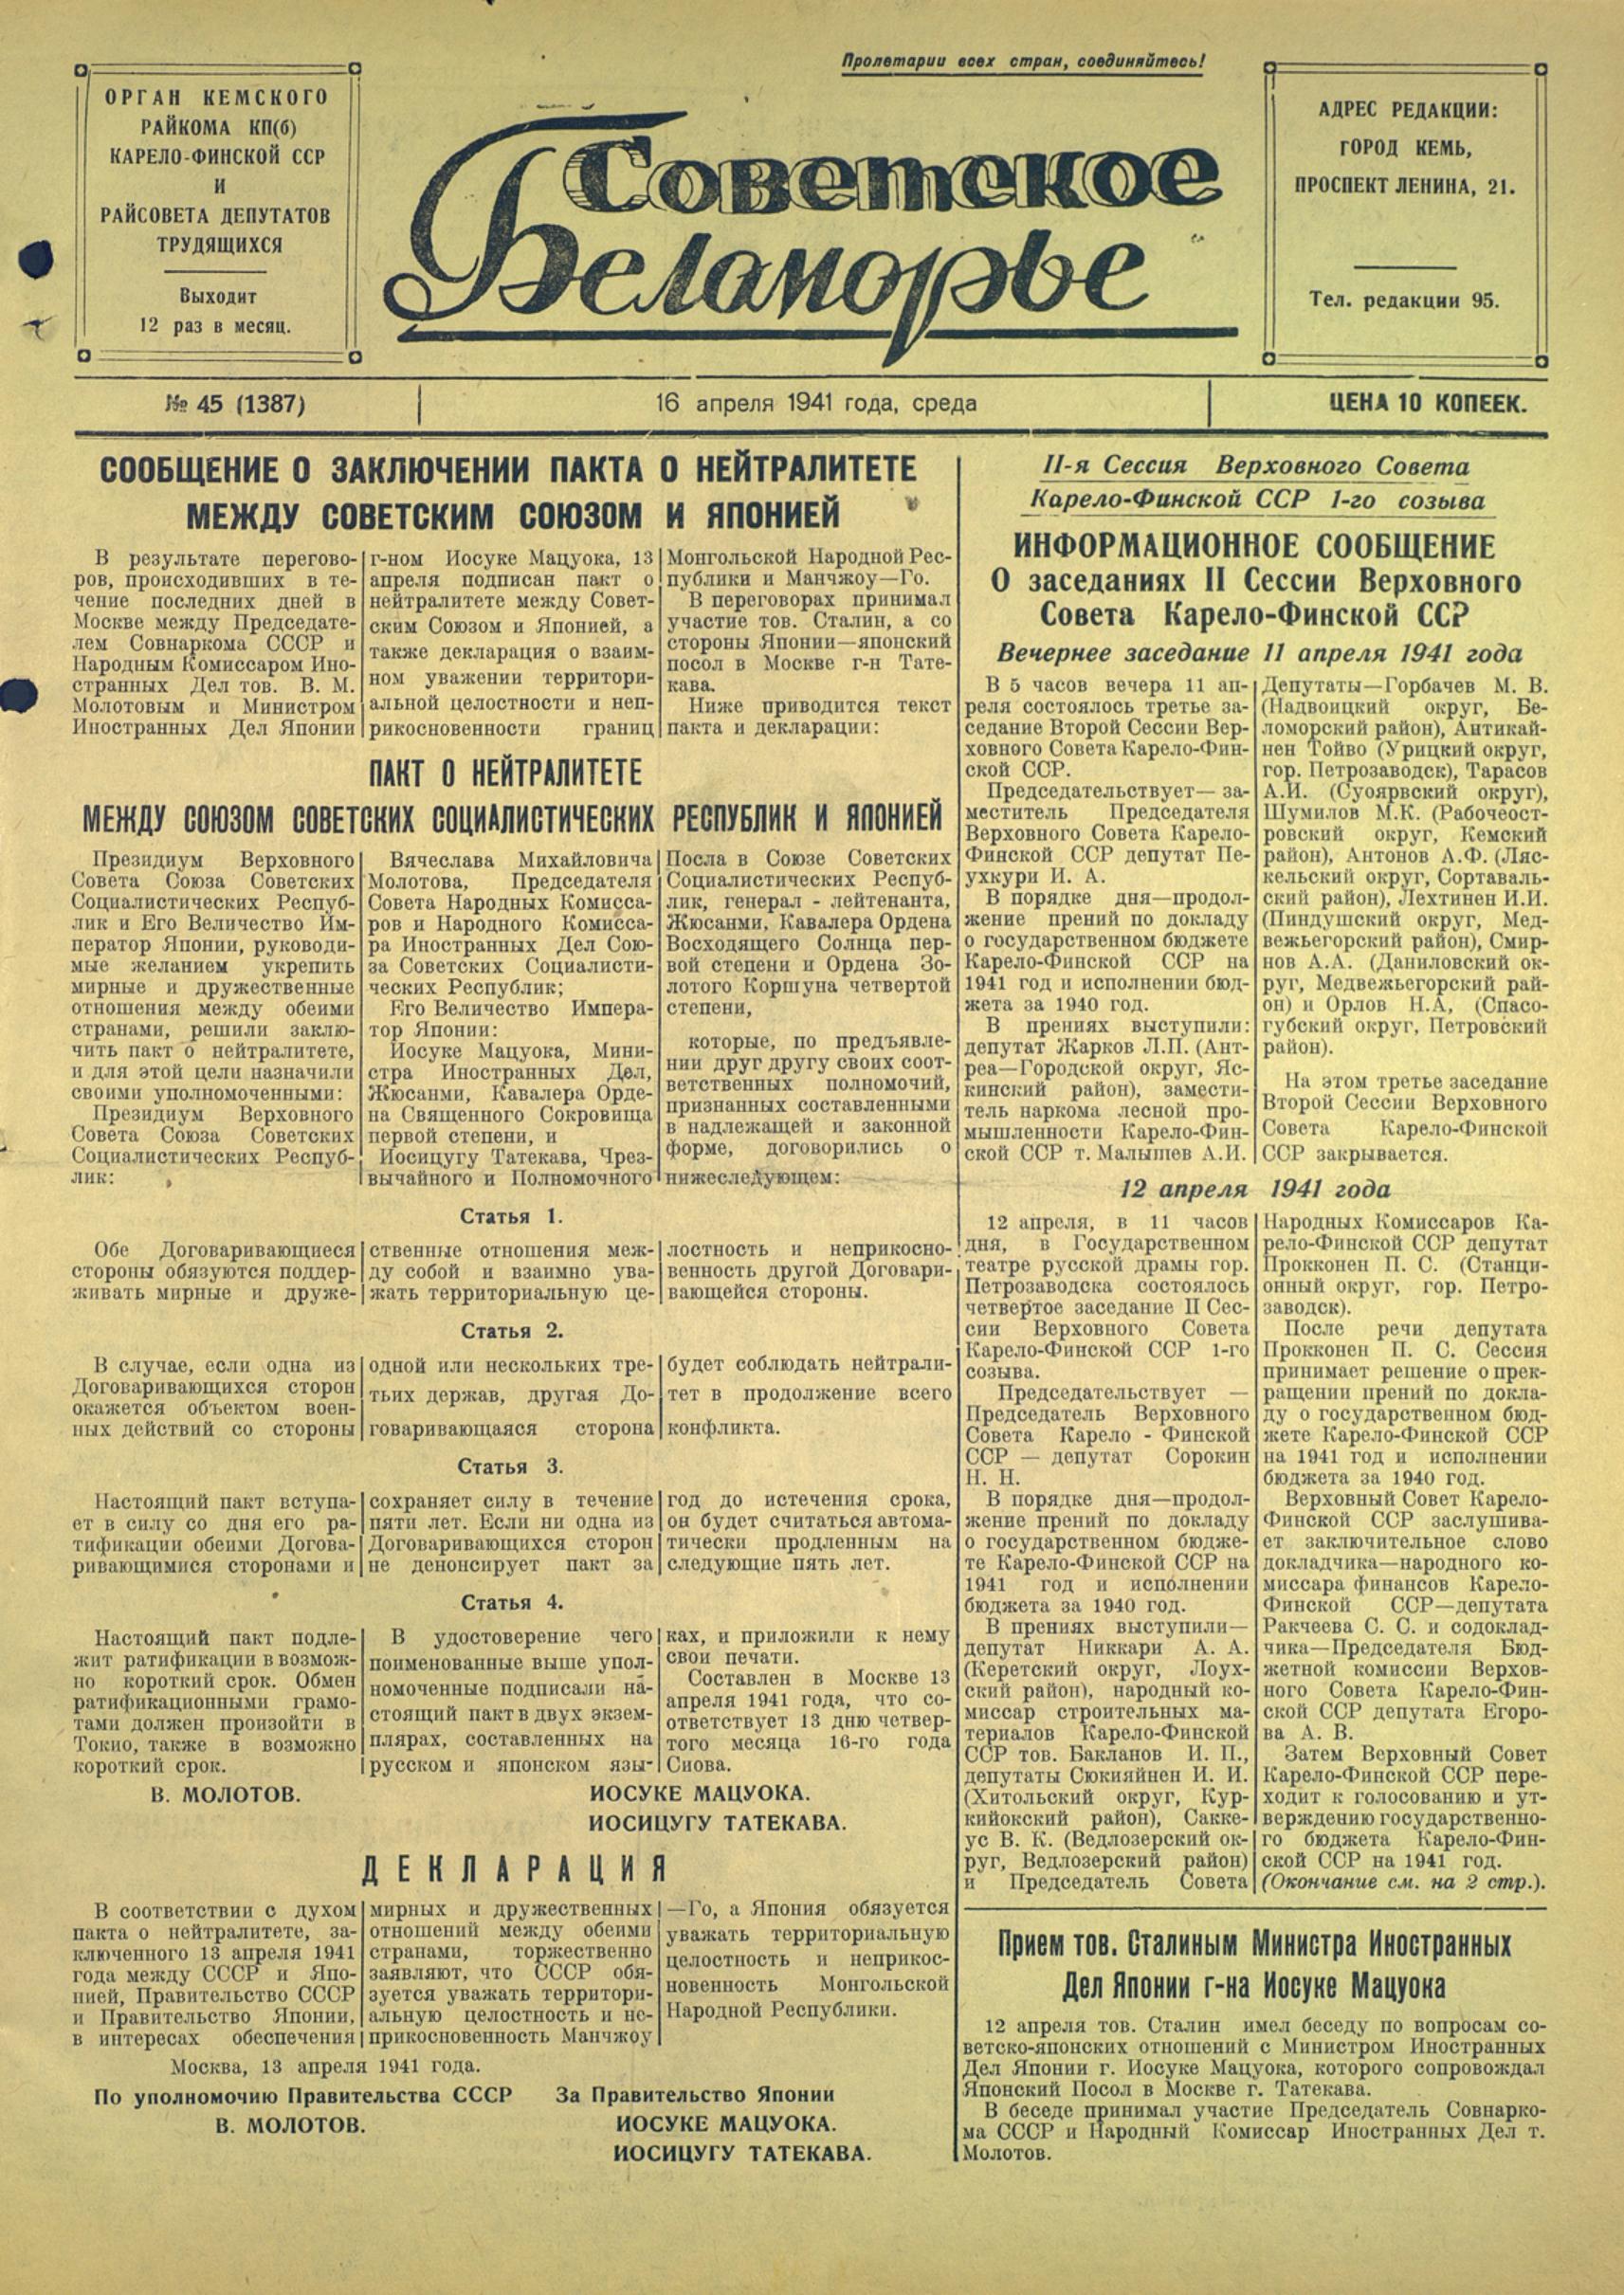 Пролетарии всех стран, соединяйтесь!
ОРГАН КЕМСКОГО
РАЙКОМА КП(б)
КАРЕЛО-ФИНСКОЙ ССР
И
РАЙСОВЕТА ДЕПУТАТОВ
ТРУДЯЩИХСЯ
Выходит
12 раз в месяц.
Советское
Беломорье
АДРЕС РЕДАКЦИИ:
ГОРОД КЕМЬ,
ПРОСПЕКТ ЛЕНИНА, 21.
Тел. редакции 95.
№ 45 (1387)
16 апреля 1941 года, среда
ЦЕНА 10 КОПЕЕК.
СООБЩЕНИЕ О ЗАКЛЮЧЕНИИ ПАКТА О НЕЙТРАЛИТЕТЕ
МЕЖДУ СОВЕТСКИМ СОЮЗОМ И ЯПОНИЕЙ
В результате перегово-
ров, происходивших в те-
чение последних дней в
Москве между Председате-
лем Совнаркома СССР и
Народным Комиссаром Ино-
странных Дел тов. В. М.
Молотовым и Министром
Иностранных Дел Японии
г-ном Иосуке Мацуока, 13
апреля подписан пакт о
нейтралитете между Совет-
ским Союзом и Японией, а
также декларация о взаим-
ном уважении территори-
альной целостности и неп-
рикосновенности границ
Монгольской Народной Рес-
публики и Манчжоу—Го.
В переговорах принимал
участие тов. Сталин, а со
стороны Японии—японский
посол в Москве г-н Тате-
кава.
Ниже приводится текст
пакта и декларации:
ПАКТ О НЕЙТРАЛИТЕТЕ
МЕЖДУ СОЮЗОМ СОВЕТСКИХ СОЦИАЛИСТИЧЕСКИХ РЕСПУБЛИК И ЯПОНИЕЙ
Президиум Верховного
Совета Союза Советских
Социалистических Респуб-
лик и Его Величество Им-
ператор Японии, руководи-
мые желанием укрепить
мирные и дружественные
отношения между обеими
странами, решили заклю-
чить пакт о нейтралитете,
и для этой цели назначили
своими уполномоченными:
Президиум Верховного
Совета Союза Советских
Социалистических Респуб-
лик:
Вячеслава Михайловича
Молотова, Председателя
Совета Народных Комисса-
ров и Народного Комисса-
ра Иностранных Дел Сою-
за Советских Социалисти-
ческих Республик;
Его Величество Импера-
тор Японии:
Иосуке Мацуока, Мини-
стра Иностранных Дел,
Жюсанми, Кавалера Орде-
на Священного Сокровища
первой степени, и
Иосицугу Татекава, Чрез-
вычайного и Полномочного
Посла в Союзе Советских
Социалистических Респуб-
лик, генерал - лейтенанта,
Жюсанми, Кавалера Ордена
Восходящего Солнца пер-
вой степени и Ордена Зо-
лотого Коршуна четвертой
степени,
которые, по предъявле-
нии друг другу своих соот-
ветственных полномочий,
признанных составленными
в надлежащей и законной
форме, договорились о
нижеследующем:
Статья 1.
Обе Договаривающиеся
стороны обязуются поддер-
живать мирные и друже-
ственные отношения меж-
ду собой и взаимно ува-
жать территориальную це-
лостность и неприкосно-
венность другой Договари-
вающейся стороны.
Статья 2.
В случае, если одна из
Договаривающихся сторон
окажется объектом воен-
ных действий со стороны
одной или нескольких тре-
тьих держав, другая До-
говаривающаяся сторона
будет соблюдать нейтрали-
тет в продолжение всего
конфликта.
Статья 3.
Настоящий пакт вступа-
ет в силу со дня его ра-
тификации обеими Догова-
ривающимися сторонами и
сохраняет силу в течение
пяти лет. Если ни одна из
Договаривающихся сторон
не денонсирует пакт за
год до истечения срока,
он будет считаться автома-
тически продленным на
следующие пять лет.
Статья 4.
Настоящий пакт подле-
жит ратификации в возмож-
но короткий срок. Обмен
ратификационными грамо-
тами должен произойти в
Токио, также в возможно
короткий срок.
В удостоверение чего
поименованные выше упол-
номоченные подписали на-
стоящий пакт в двух экзем-
плярах, составленных на
русском и японском язы-
ках, и приложили к нему
свои печати.
Составлен в Москве 13
апреля 1941 года, что со-
ответствует 13 дню четвер-
того месяца 16-го года
Сиова.
В. МОЛОТОВ.
ИОСУКЕ МАЦУОКА.
ИОСИЦУГУ ТАТЕКАВА.
ДЕКЛАРАЦИЯ
В соответствии с духом
пакта о нейтралитете, за-
ключенного 13 апреля 1941
года между СССР и Япо-
нией, Правительство СССР
и Правительство Японии,
в интересах обеспечения
мирных и дружественных
отношений между обеими
странами, торжественно
заявляют, что СССР обя-
зуется уважать территори-
альную целостность и не-
прикосновенность Манчжоу
—Го, а Япония обязуется
уважать территориальную
целостность и неприкос-
новенность Монгольской
Народной Республики.
Москва, 13 апреля 1941 года.
По уполномочию Правительства СССР
В. МОЛОТОВ.
За Правительство Японии
ИОСУКЕ МАЦУОКА.
ИОСИЦУГУ ТАТЕКАВА.
II-я Сессия Верховного Совета
Карело-Финской ССР 1-го созыва
ИНФОРМАЦИОННОЕ СООБЩЕНИЕ
О заседаниях II Сессии Верховного
Совета Карело-Финской ССР
Вечернее заседание 11 апреля 1941 года
В 5 часов вечера 11 ап-
реля состоялось третье за-
седание Второй Сессии Вер-
ховного Совета Карело-Фин-
ской ССР.
Председательствует— за-
меститель Председателя
Верховного Совета Карело-
Финской ССР депутат Пе-
ухкури И. А.
В порядке дня—продол-
жение прений по докладу
о государственном бюджете
Карело-Финской ССР на
1941 год и исполнении бюд-
жета за 1940 год.
В прениях выступили:
депутат Жарков Л.П. (Ант-
реа—Городской округ, Яс-
кинский район), замести-
тель наркома лесной про-
мышленности Карело-Фин-
ской ССР т. Малышев А.И.
Депутаты—Горбачев М. В.
(Надвоицкий округ, Бе-
ломорский район), Антикай-
нен Тойво (Урицкий округ,
гор. Петрозаводск), Тарасов
А.И. (Суоярвский округ),
Шумилов М.К. (Рабочеост-
ровский округ, Кемский
район), Антонов А.Ф. (Ляс-
кельский округ, Сортаваль-
ский район), Лехтинен И.И.
(Пиндушский округ, Мед-
вежьегорский район), Смир-
нов А.А. (Даниловский ок-
руг, Медвежьегорский рай-
он) и Орлов Н.А, (Спасо-
губский округ, Петровский
район).
На этом третье заседание
Второй Сессии Верховного
Совета Карело-Финской
ССР закрывается.
12 апреля 1941 года
12 апреля, в 11 часов
дня, в Государственном
театре русской драмы гор.
Петрозаводска состоялось
четвертое заседание II Сес-
сии Верховного Совета
Карело-Финской ССР 1-го
созыва.
Председательствует —
Председатель Верховного
Совета Карело - Финской
ССР — депутат Сорокин
Н. Н.
В порядке дня—продол-
жение прений по докладу
о государственном бюдже-
те Карело-Финской ССР на
1941 год и исполнении
бюджета за 1940 год.
В прениях выступили—
депутат Никкари А. А.
(Керетский округ, Лоух-
ский район), народный ко-
миссар строительных ма-
териалов Карело-Финской
ССР тов. Бакланов И. П.,
депутаты Сюкияйнен И. И.
(Хитольский округ, Кур-
кийокский район), Сакке-
ус В. К. (Ведлозерский ок-
руг, Ведлозерский район)
и Председатель Совета
Народных Комиссаров Ка-
рело-Финской ССР депутат
Прокконен П. С. (Станци-
онный округ, гор. Петро-
заводск).
После речи депутата
Прокконен П. С. Сессия
принимает решение о прек-
ращении прений по докла-
ду о государственном бюд-
жете Карело-Финской ССР
на 1941 год и исполнении
бюджета за 1940 год.
Верховный Совет Карело-
Финской ССР заслушива-
ет заключительное слово
докладчика—народного ко-
миссара финансов Карело-
Финской ССР—депутата
Ракчеева С. С. и содоклад-
чика—Председателя Бюд-
жетной комиссии Верхов-
ного Совета Карело-Фин-
ской ССР депутата Егоро-
ва А. В.
Затем Верховный Совет
Карело-Финской ССР пере-
ходит к голосованию и ут-
верждению государственно-
го бюджета Карело-Фин-
ской ССР на 1941 год.
(Окончание см. на 2 стр.).
Прием тов. Сталиным Министра Иностранных
Дел Японии г-на Иосуке Мацуока
12 апреля тов. Сталин имел беседу по вопросам со-
ветско-японских отношений с Министром Иностранных
Дел Японии г. Иосуке Мацуока, которого сопровождал
Японский Посол в Москве г. Татекава.
В беседе принимал участие Председатель Совнарко-
ма СССР и Народный Комиссар Иностранных Дел т.
Молотов.